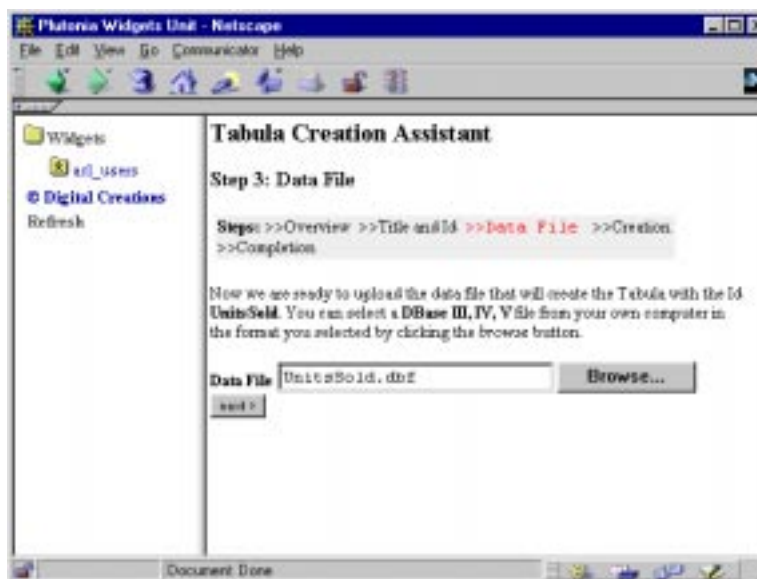 Plutonia Widgets Unit - Netscape
File Edit View Go Communicator Help
Widgets
acl_users
© Digital Creations
Refresh
Tabula Creation Assistant
Step 3: Data File
Steps: >>Overview >>Title and Id >>Data File >>Creation
>>Completion
Now we are ready to upload the data file that will create the Tabula with the Id
UnitsSold. You can select a DBase III, IV, V file from your own computer in
the format you selected by clicking the browse button.
Data File UnitsSold.dbf Browse...
next >
Document Done